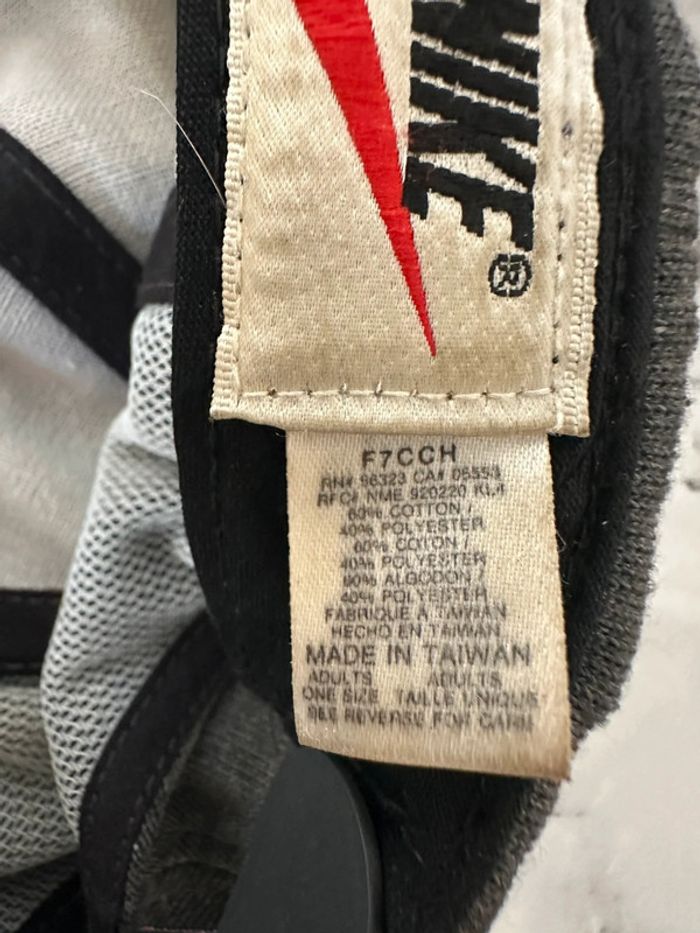 NIKE®
F7CCH
RN# 56323 CA# 05553
RFC# NME 920220 KL4
60% COTTON /
40% POLYESTER
60% COTON /
40% POLYESTER
60% ALGODON /
40% POLYESTER
FABRIQUE A TAIWAN
HECHO EN TAIWAN
MADE IN TAIWAN
ADULTS ADULTS
ONE SIZE TAILLE UNIQUE
SEE REVERSE FOR CARE